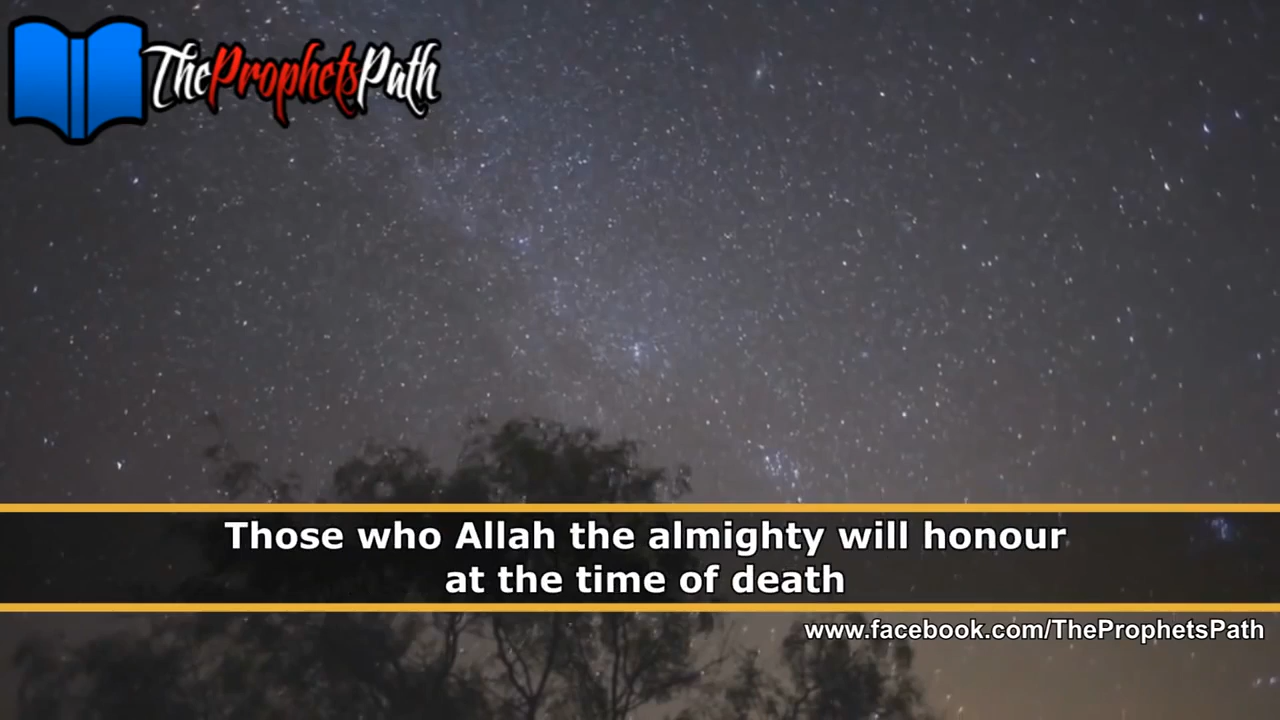 TheProphetsPath
Those who Allah the almighty will honour
at the time of death
www.facebook.com/TheProphetsPath